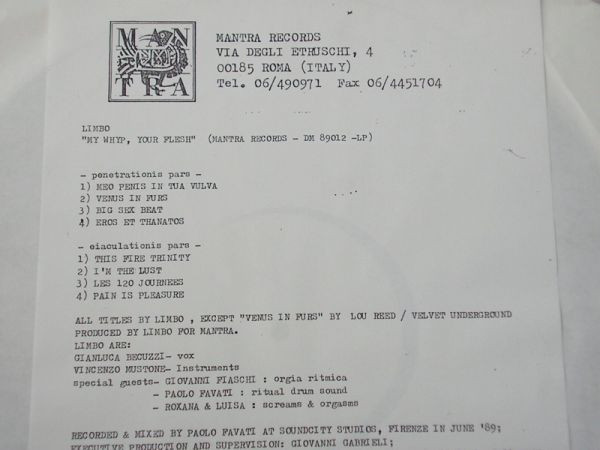 MAN
TRA
MANTRA RECORDS
VIA DEGLI ETRUSCHI, 4
00185 ROMA (ITALY)
Tel. 06/490971 Fax 06/4451704
LIMBO
"MY WHYP, YOUR FLESH" (MANTRA RECORDS - DM 89012 -LP)
- penetrationis pars -
1) MEO PENIS IN TUA VULVA
2) VENUS IN FURS
3) BIG SEX BEAT
4) EROS ET THANATOS
- eiaculationis pars -
1) THIS FIRE TRINITY
2) I'M THE LUST
3) LES 120 JOURNEES
4) PAIN IS PLEASURE
ALL TITLES BY LIMBO , EXCEPT "VENUS IN FURS" BY LOU REED / VELVET UNDERGROUND
PRODUCED BY LIMBO FOR MANTRA.
LIMBO ARE:
GIANLUCA BECUZZI- vox
VINCENZO MUSTONE- Instruments
special guests- GIOVANNI FIASCHI : orgia ritmica
- PAOLO FAVATI : ritual drum sound
- ROXANA & LUISA : screams & orgasms
RECORDED & MIXED BY PAOLO FAVATI AT SOUNDCITY STUDIOS, FIRENZE IN JUNE '89;
EXECUTIVE PRODUCTION AND SUPERVISION: GIOVANNI GABRIELI;